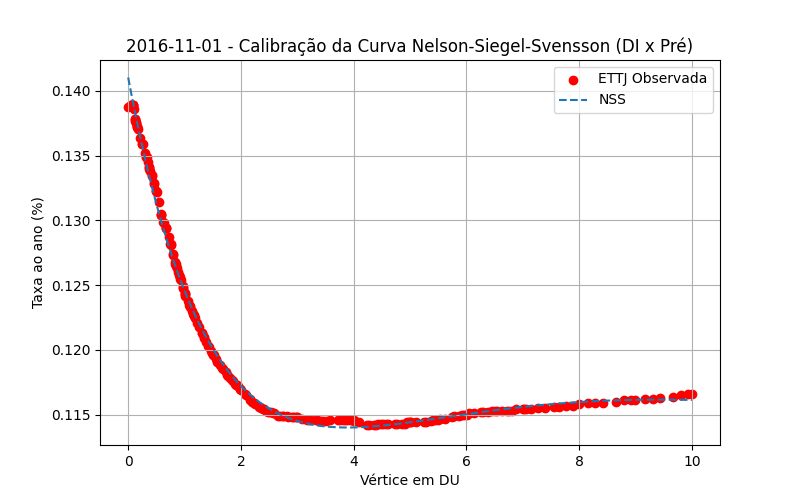 2016-11-01 - Calibração da Curva Nelson-Siegel-Svensson (DI x Pré)
ETTJ Observada
NSS
Taxa ao ano (%)
0.140
0.135
0.130
0.125
0.120
0.115
0 2 4 6 8 10
Vértice em DU